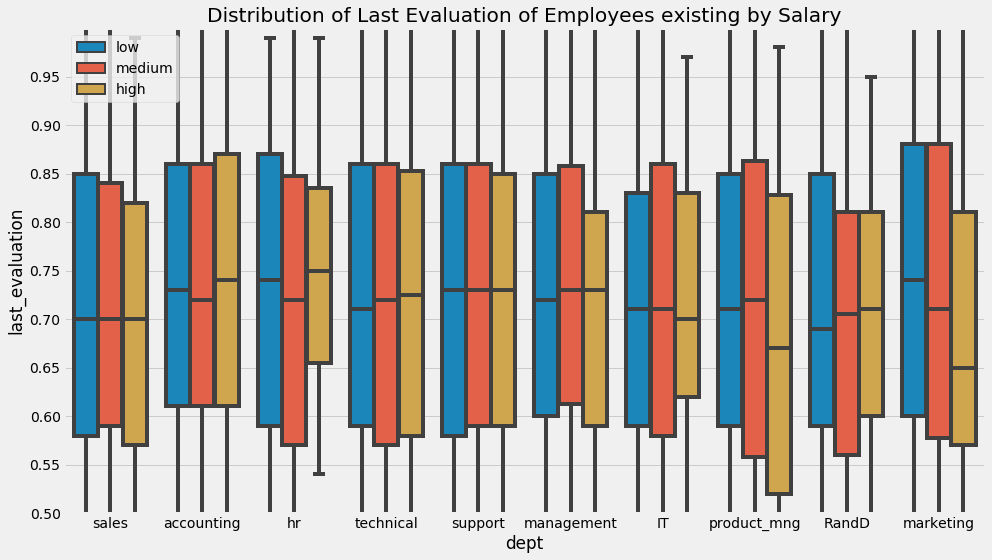 Distribution of Last Evaluation of Employees existing by Salary
low
medium
high
last_evaluation
0.95
0.90
0.85
0.80
0.75
0.70
0.65
0.60
0.55
0.50
sales accounting hr technical support management IT product_mng RandD marketing
dept